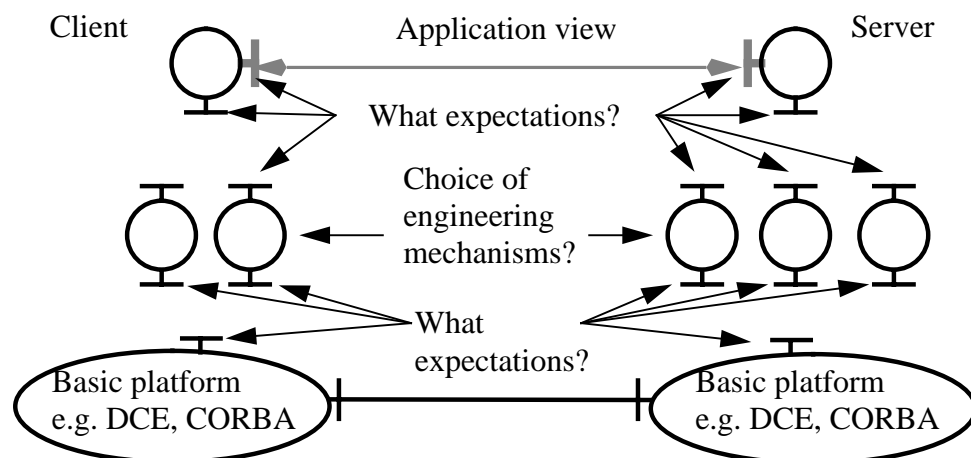 Client
Application view
Server
What expectations?
Choice of
engineering
mechanisms?
What
expectations?
Basic platform
e.g. DCE, CORBA
Basic platform
e.g. DCE, CORBA